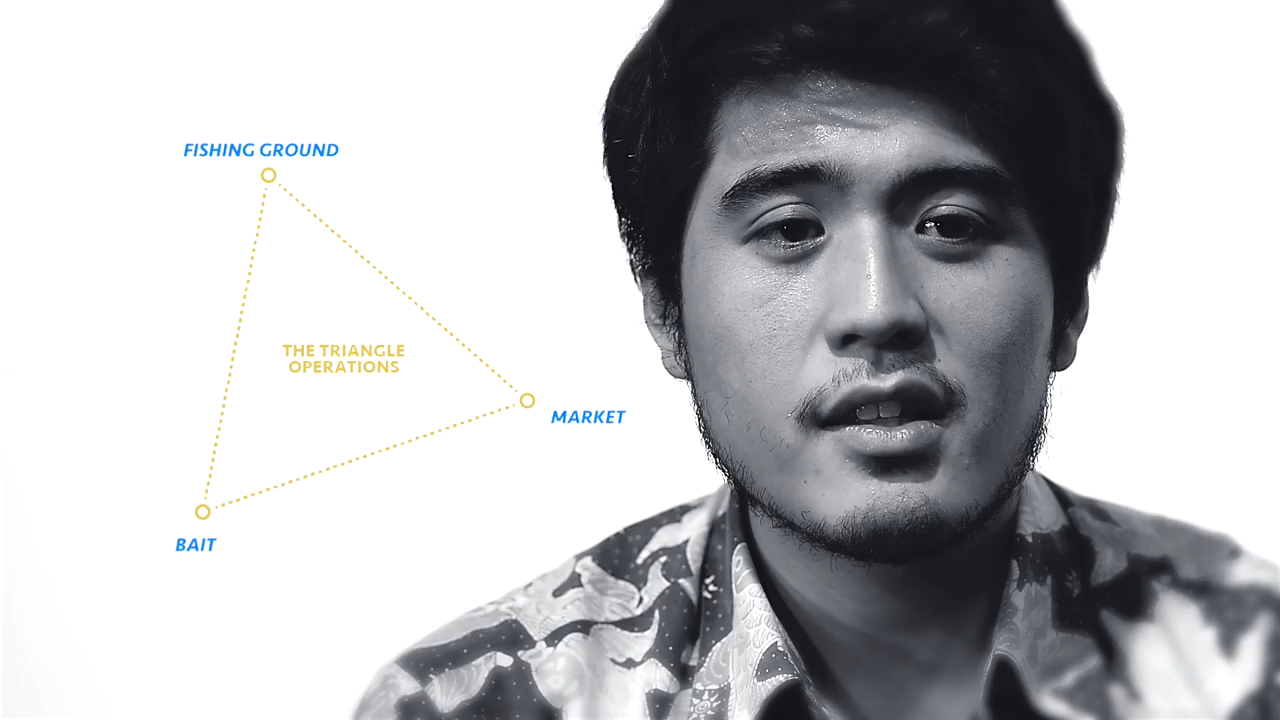 FISHING GROUND
THE TRIANGLE
OPERATIONS
MARKET
BAIT